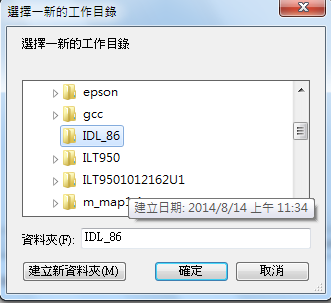 選擇一新的工作目錄
選擇一新的工作目錄
epson
gcc
IDL_86
ILT950
ILT9501012162U1
m_map1
建立日期: 2014/8/14 上午 11:34
資料夾(F): IDL_86
建立新資料夾(M) 確定 取消